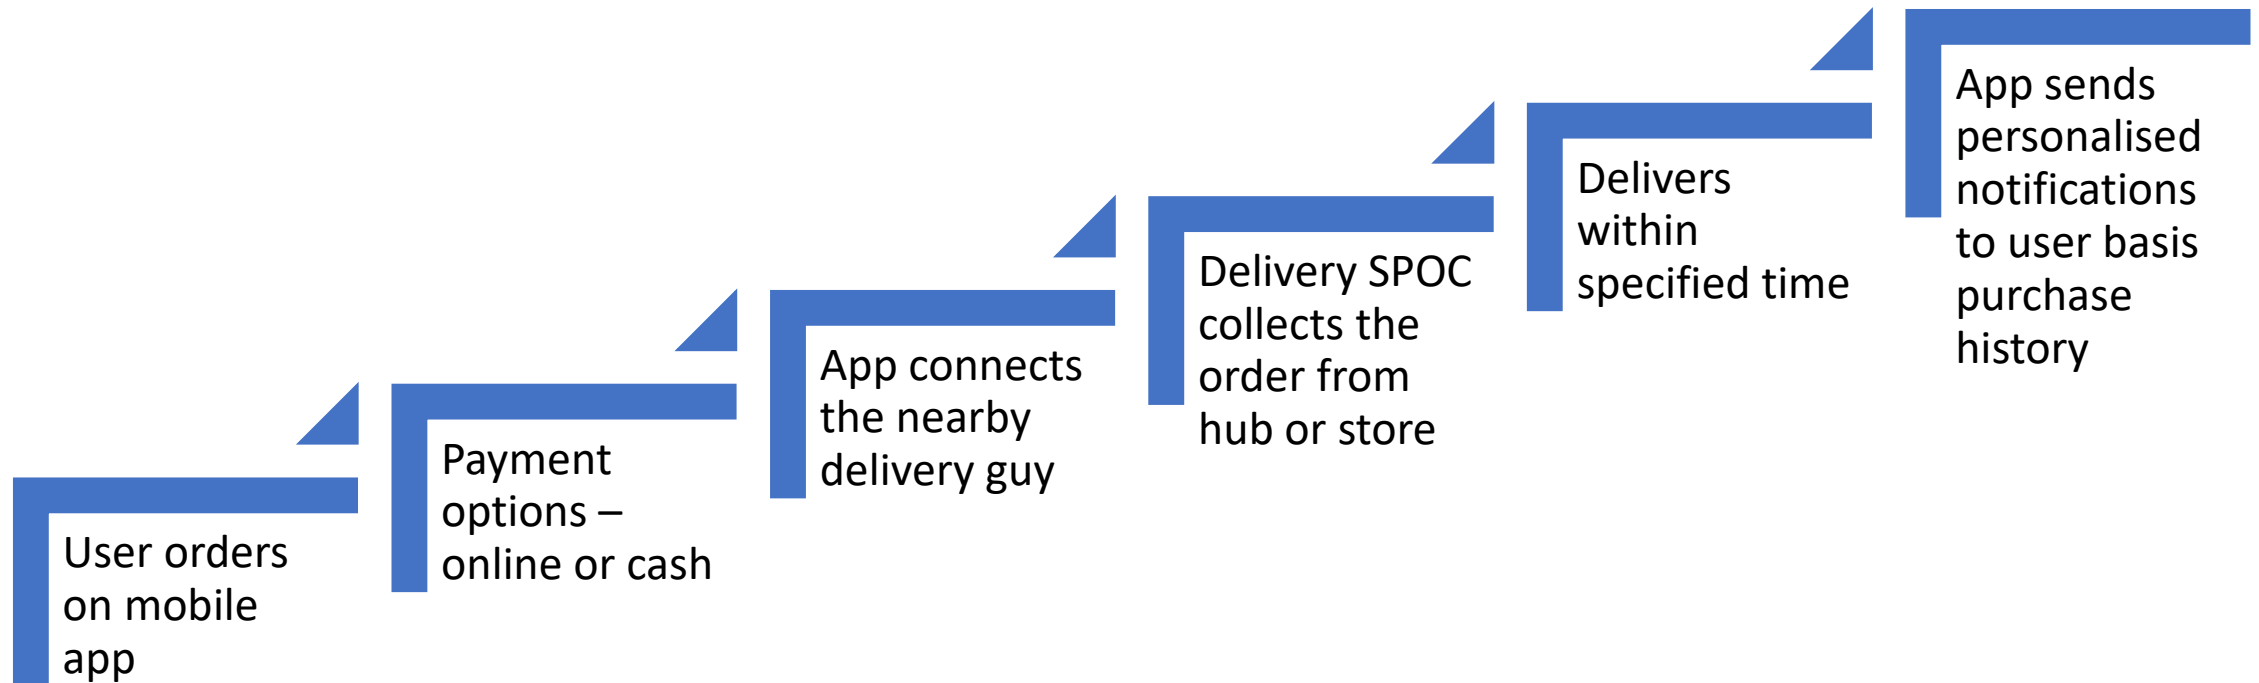 User orders
on mobile
app
Payment
options –
online or cash
App connects
the nearby
delivery guy
Delivery SPOC
collects the
order from
hub or store
Delivers
within
specified time
App sends
personalised
notifications
to user basis
purchase
history